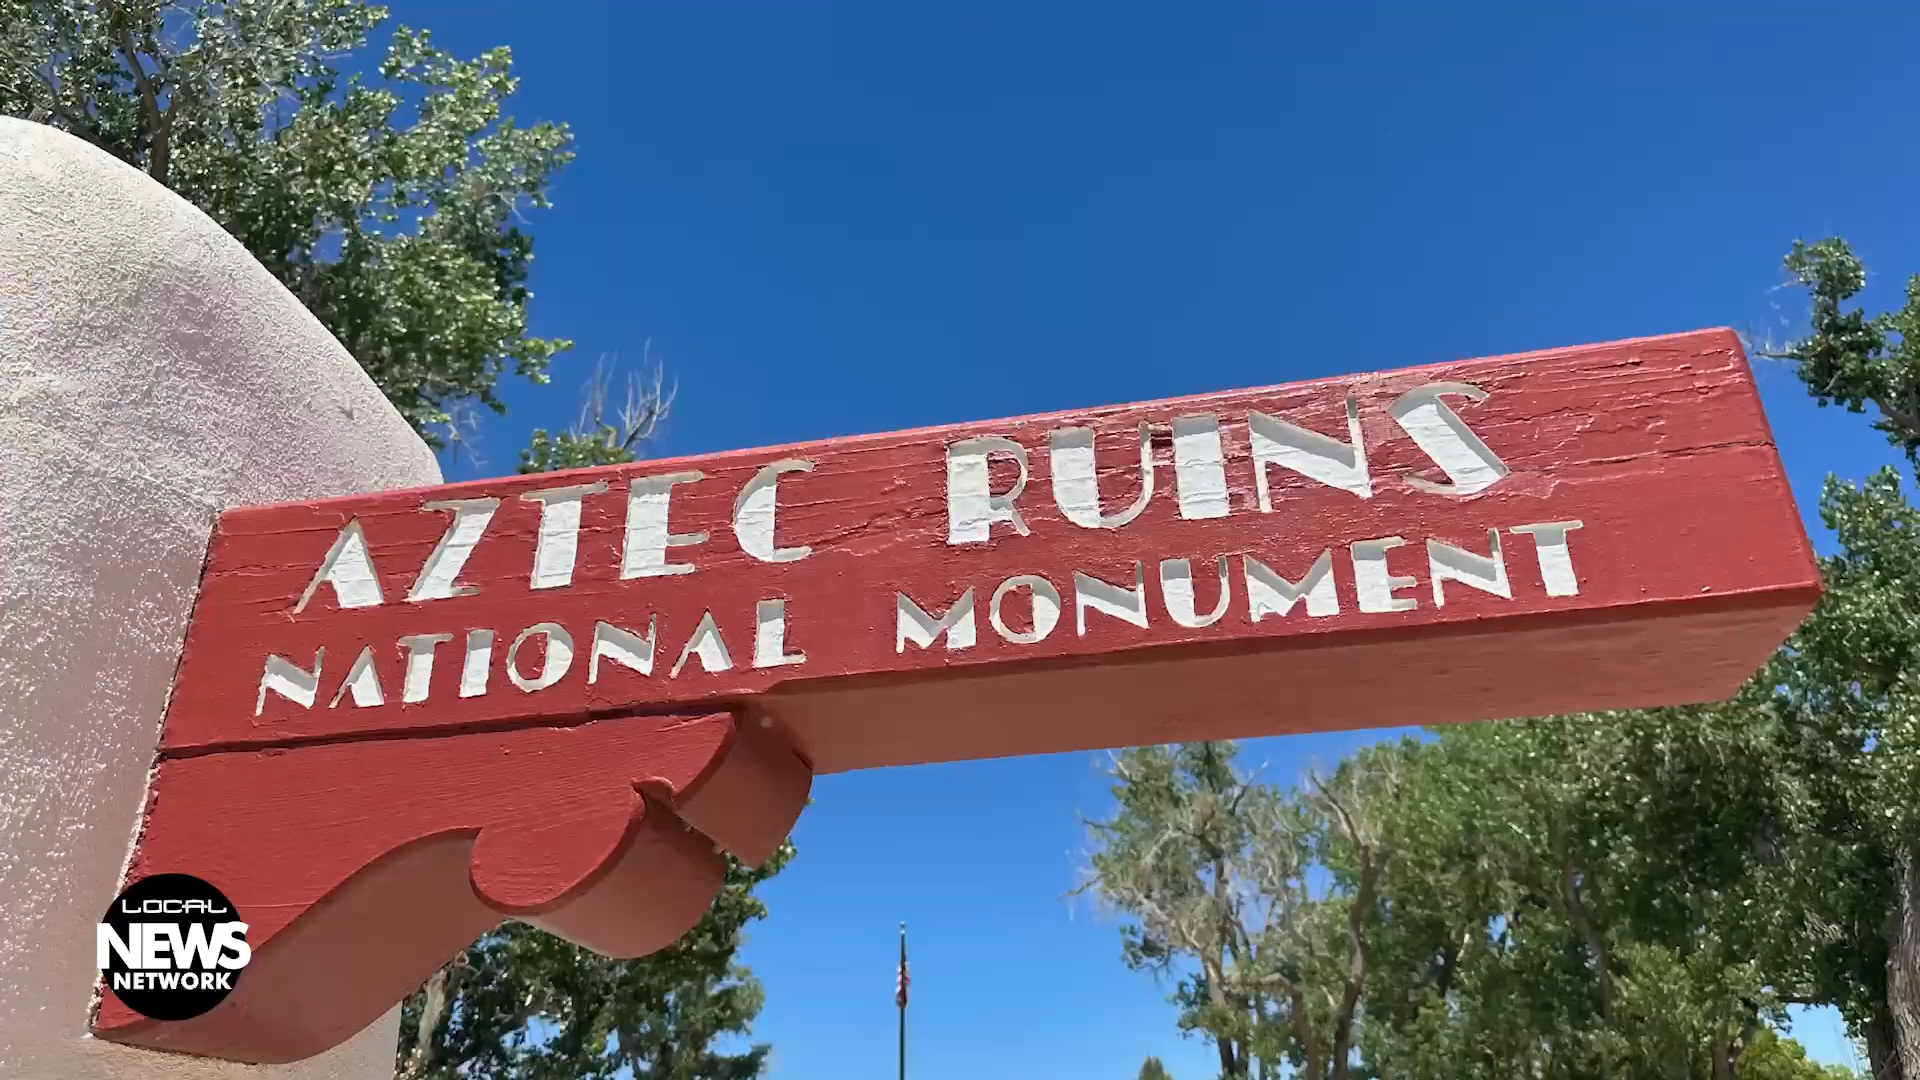 AZTEC RUINS
NATIONAL MONUMENT
LOCAL
NEWS
NETWORK